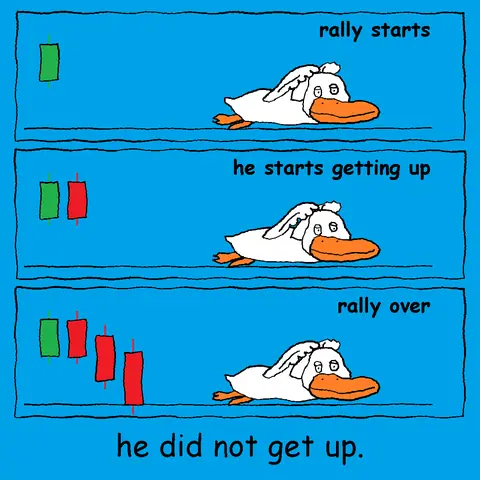 rally starts
he starts getting up
rally over
he did not get up.